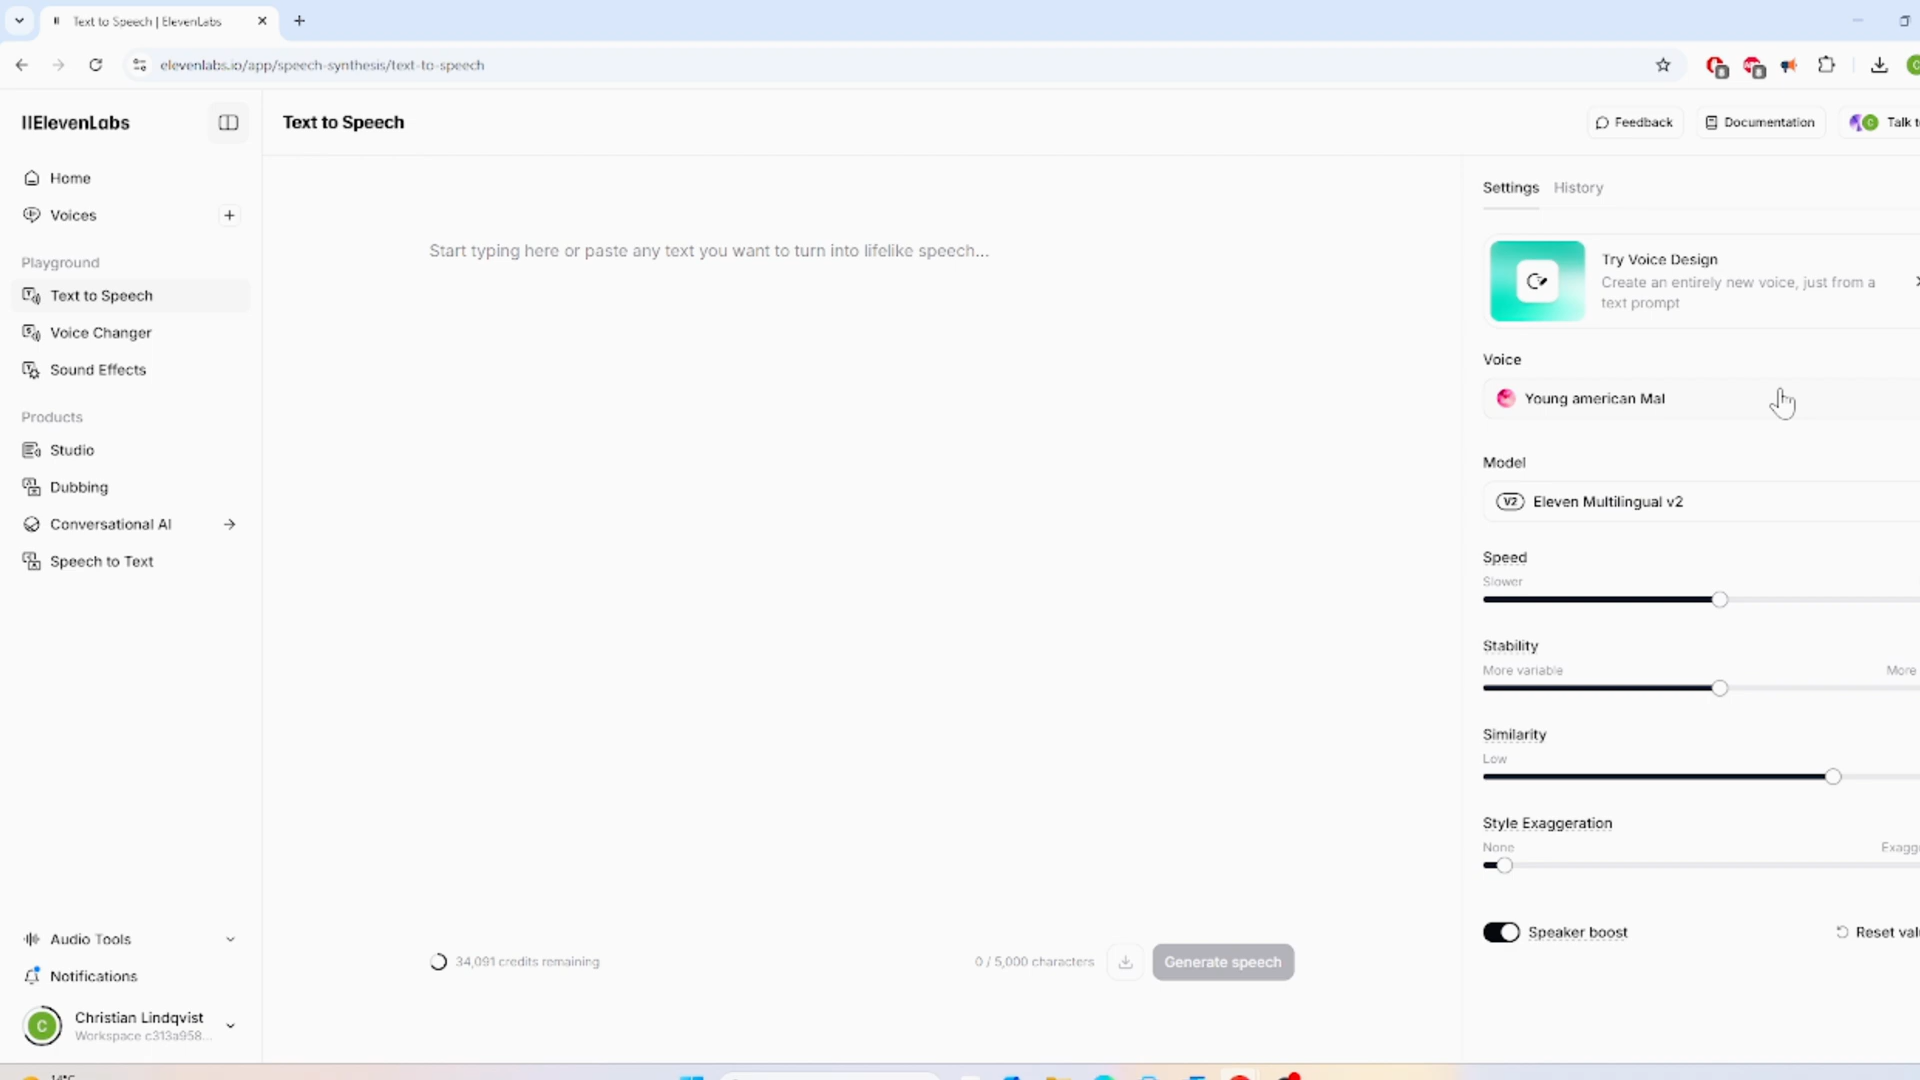 Text to Speech | ElevenLabs
elevenlabs.io/app/speech-synthesis/text-to-speech
IIElevenLabs
Home
Voices
Playground
Text to Speech
Voice Changer
Sound Effects
Products
Studio
Dubbing
Conversational AI
Speech to Text
Audio Tools
Notifications
C
Christian Lindqvist
Workspace c313a958...
Text to Speech
Feedback
Documentation
C
Talk
Start typing here or paste any text you want to turn into lifelike speech...
34,091 credits remaining
0 / 5,000 characters
Generate speech
Settings
History
Try Voice Design
Create an entirely new voice, just from a
text prompt
Voice
Young american Mal
Model
V2 Eleven Multilingual v2
Speed
Slower
Stability
More variable
More
Similarity
Low
Style Exaggeration
None
Exagg
Speaker boost
Reset val
14°C